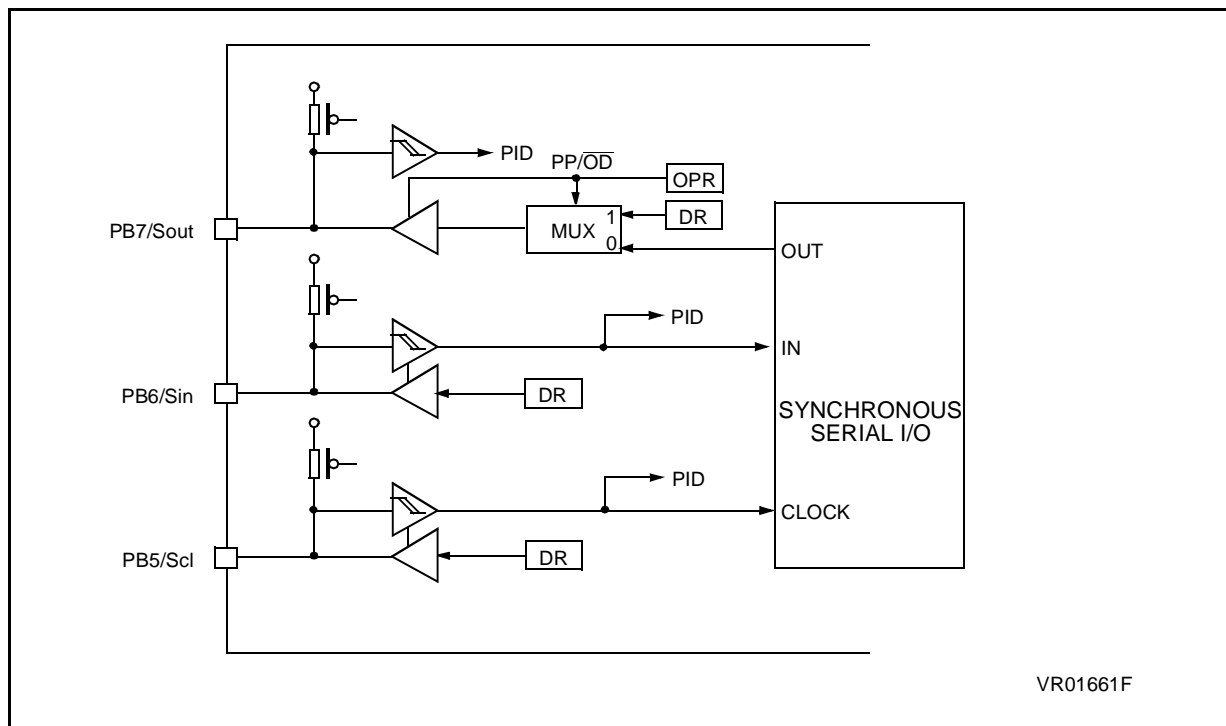 PID
PP/OD
OPR
DR
PB7/Sout
MUX
1
0
OUT
PID
IN
PB6/Sin
DR
SYNCHRONOUS
SERIAL I/O
PID
CLOCK
PB5/Scl
DR
VR01661F